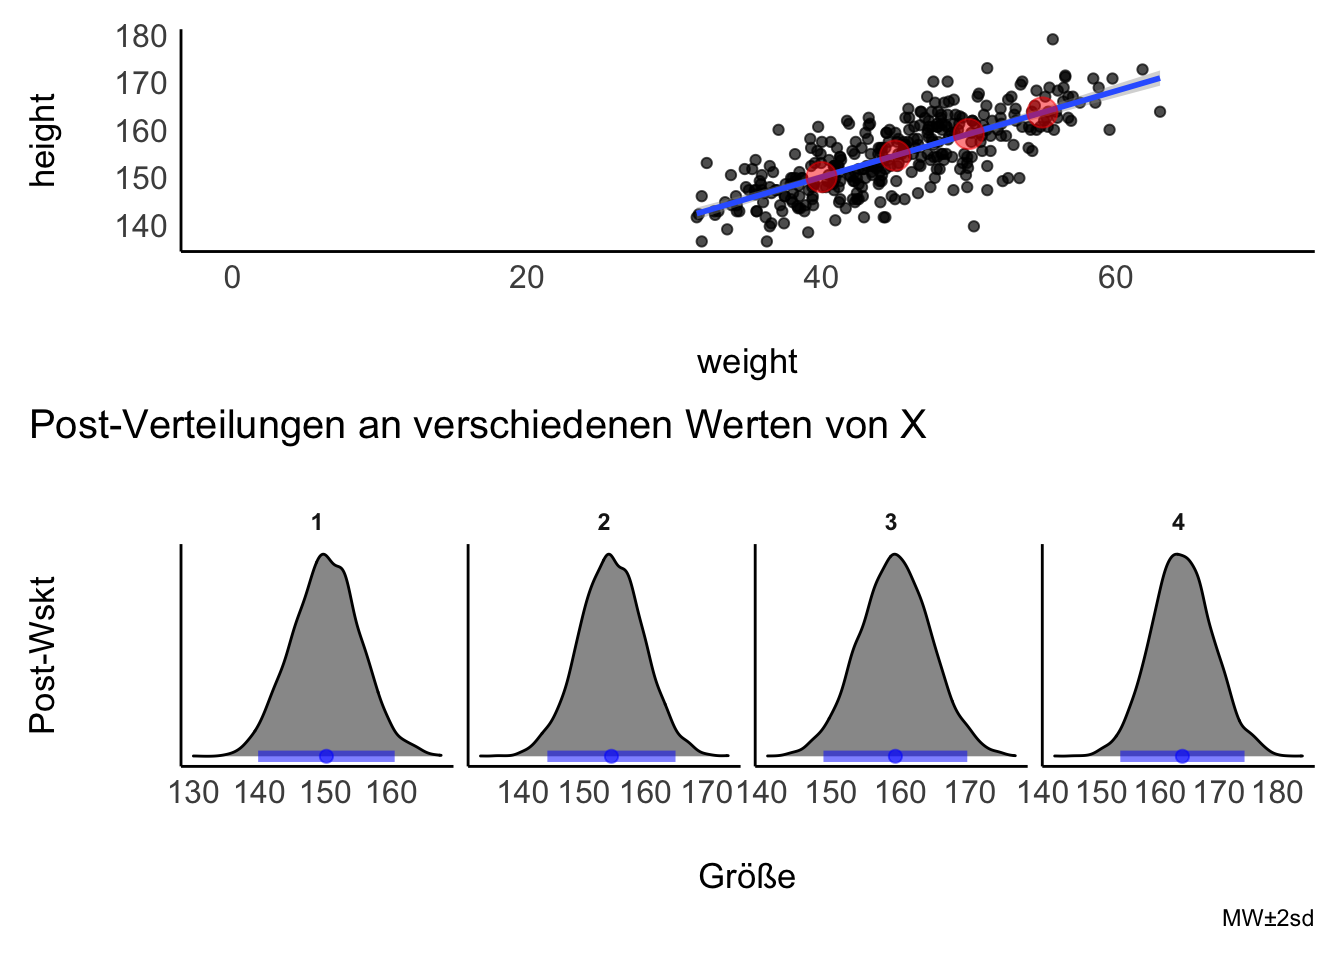 height
180
170
160
150
140
0 20 40 60
weight
Post-Verteilungen an verschiedenen Werten von X
1 2 3 4
Post-Wskt
130 140 150 160 140 150 160 170 140 150 160 170 140 150 160 170 180
Größe
MW±2sd